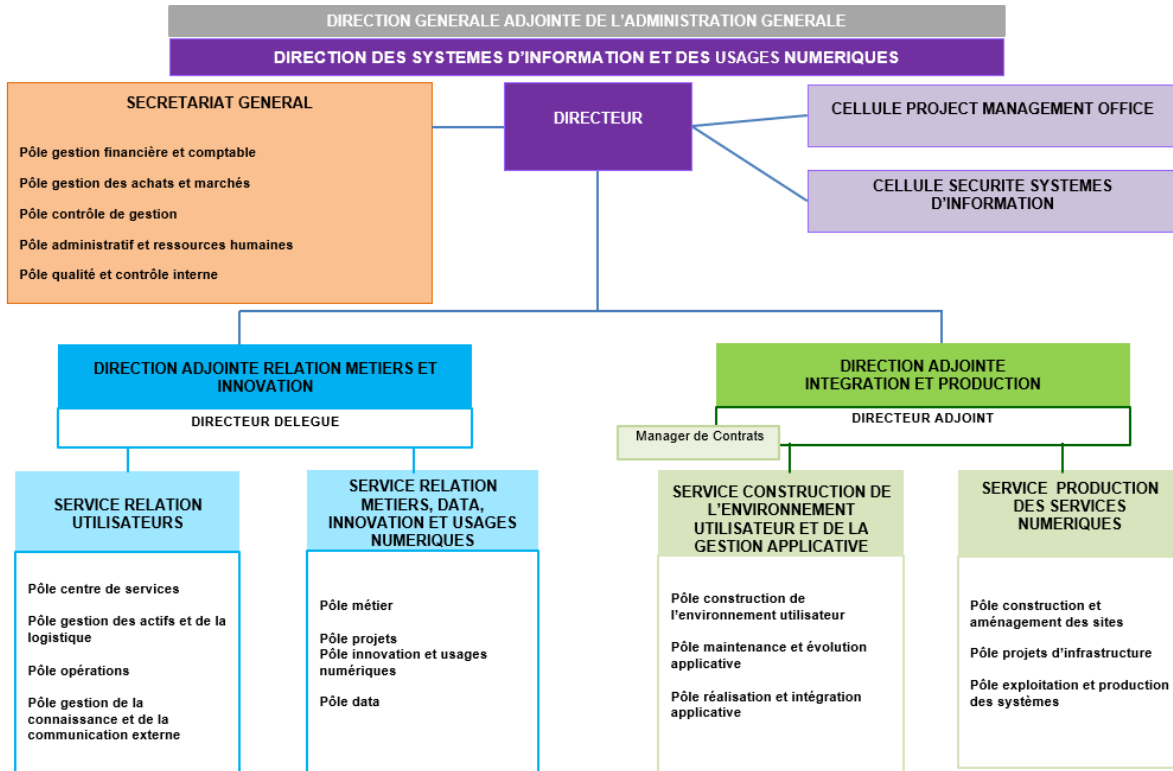 DIRECTION GENERALE ADJOINTE DE L'ADMINISTRATION GENERALE
DIRECTION DES SYSTEMES D'INFORMATION ET DES USAGES NUMERIQUES
SECRETARIAT GENERAL
Pôle gestion financière et comptable
Pôle gestion des achats et marchés
Pôle contrôle de gestion
Pôle administratif et ressources humaines
Pôle qualité et contrôle interne
DIRECTEUR
CELLULE PROJECT MANAGEMENT OFFICE
CELLULE SECURITE SYSTEMES
D'INFORMATION
DIRECTION ADJOINTE RELATION METIERS ET
INNOVATION
DIRECTEUR DELEGUE
DIRECTION ADJOINTE
INTEGRATION ET PRODUCTION
DIRECTEUR ADJOINT
Manager de Contrats
SERVICE RELATION
UTILISATEURS
Pôle centre de services
Pôle gestion des actifs et de la
logistique
Pôle opérations
Pôle gestion de la
connaissance et de la
communication externe
SERVICE RELATION
METIERS, DATA,
INNOVATION ET USAGES
NUMERIQUES
Pôle métier
Pôle projets
Pôle innovation et usages
numériques
Pôle data
SERVICE CONSTRUCTION DE
L'ENVIRONNEMENT
UTILISATEUR ET DE LA
GESTION APPLICATIVE
Pôle construction de
l'environnement utilisateur
Pôle maintenance et évolution
applicative
Pôle réalisation et intégration
applicative
SERVICE PRODUCTION
DES SERVICES
NUMERIQUES
Pôle construction et
aménagement des sites
Pôle projets d'infrastructure
Pôle exploitation et production
des systèmes